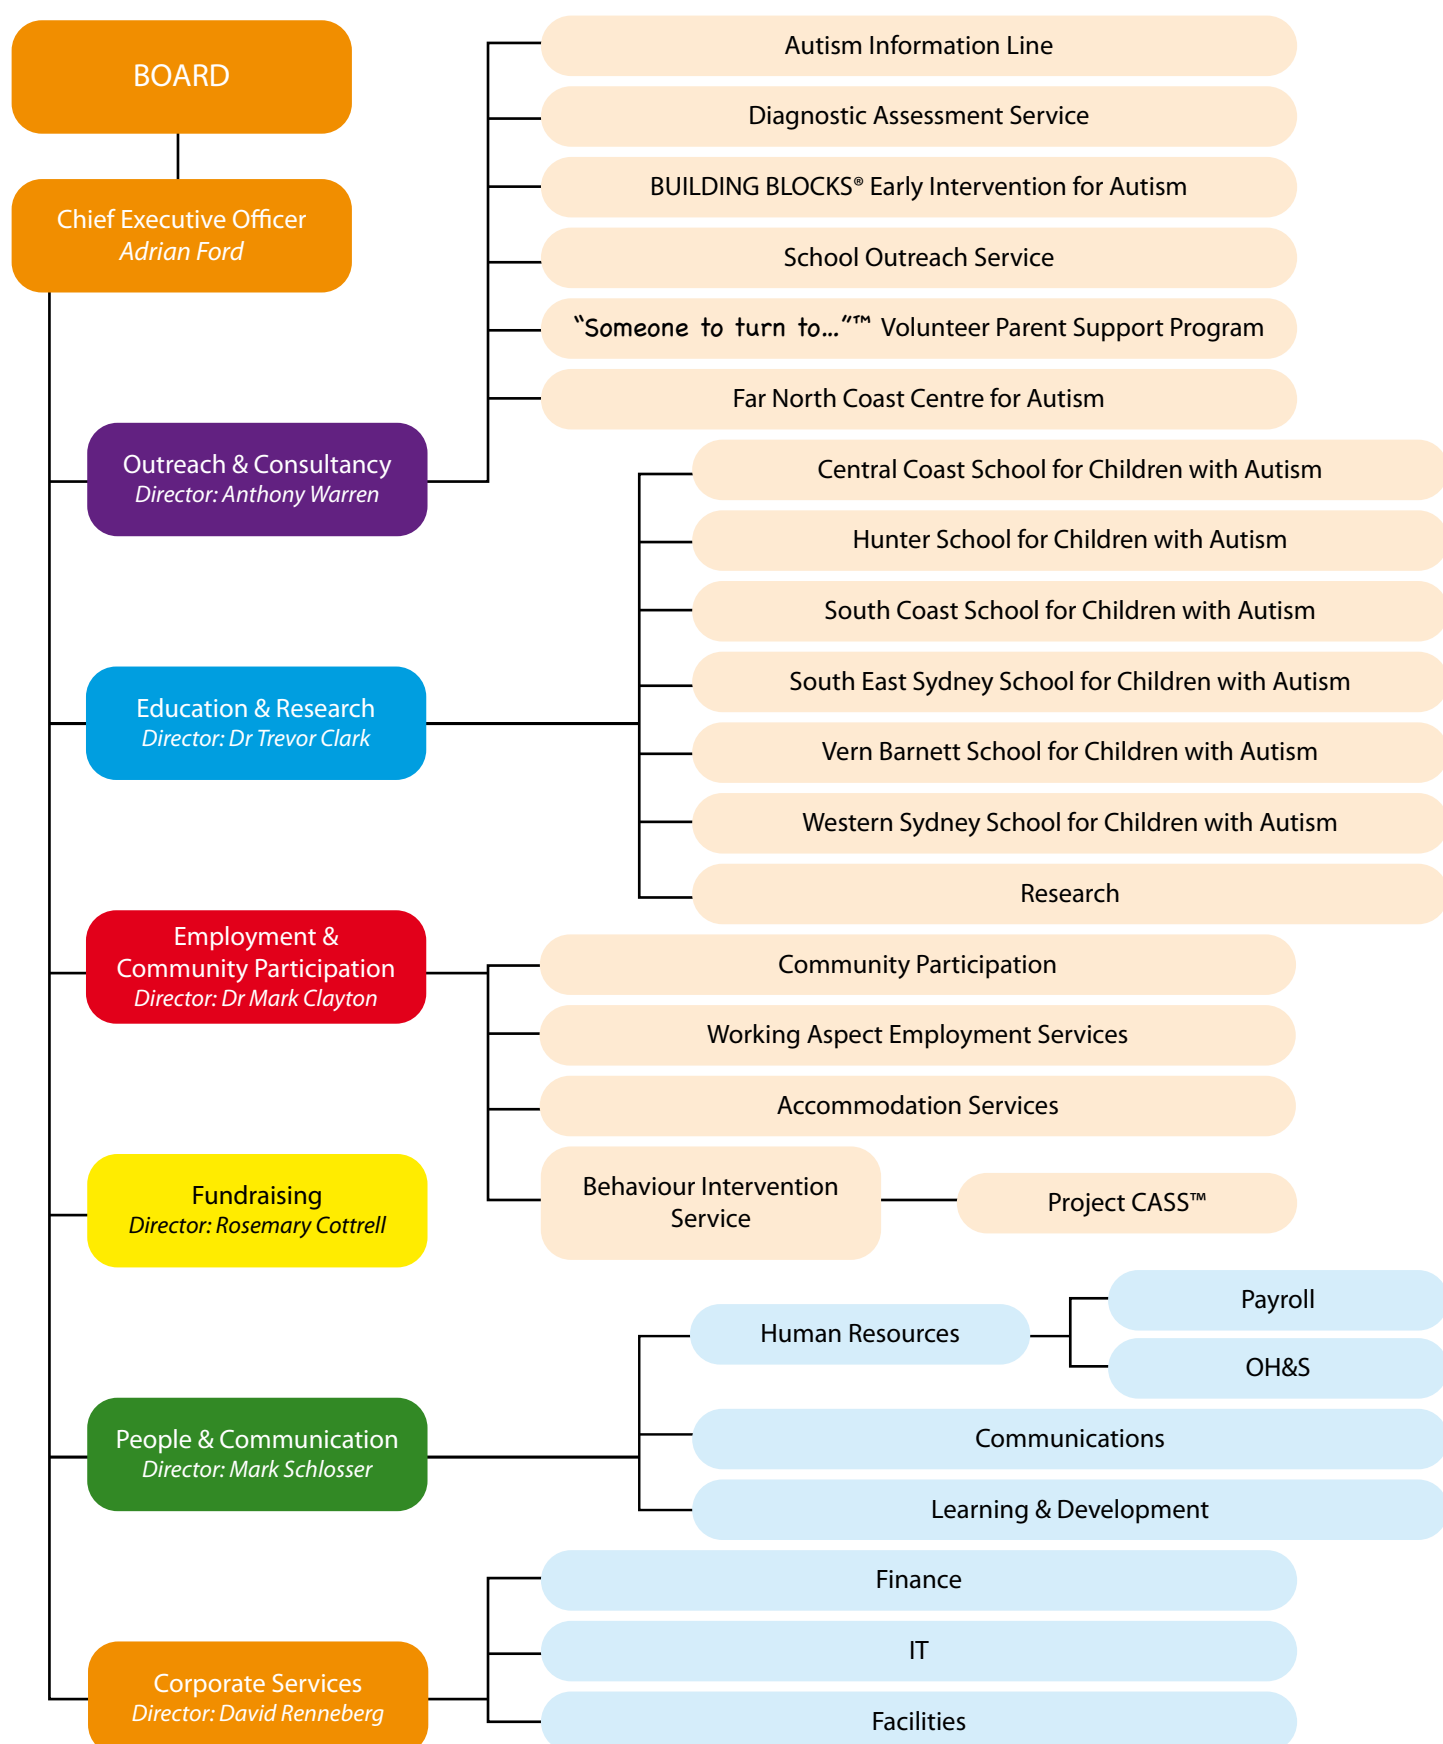 BOARD
Chief Executive Officer
Adrian Ford
Autism Information Line
Diagnostic Assessment Service
BUILDING BLOCKS® Early Intervention for Autism
School Outreach Service
“Someone to turn to...”™ Volunteer Parent Support Program
Far North Coast Centre for Autism
Outreach & Consultancy
Director: Anthony Warren
Central Coast School for Children with Autism
Hunter School for Children with Autism
South Coast School for Children with Autism
South East Sydney School for Children with Autism
Vern Barnett School for Children with Autism
Western Sydney School for Children with Autism
Research
Education & Research
Director: Dr Trevor Clark
Employment &
Community Participation
Director: Dr Mark Clayton
Community Participation
Working Aspect Employment Services
Accommodation Services
Behaviour Intervention
Service
Project CASS™
Fundraising
Director: Rosemary Cottrell
Human Resources
Payroll
OH&S
Communications
Learning & Development
People & Communication
Director: Mark Schlosser
Finance
IT
Facilities
Corporate Services
Director: David Renneberg